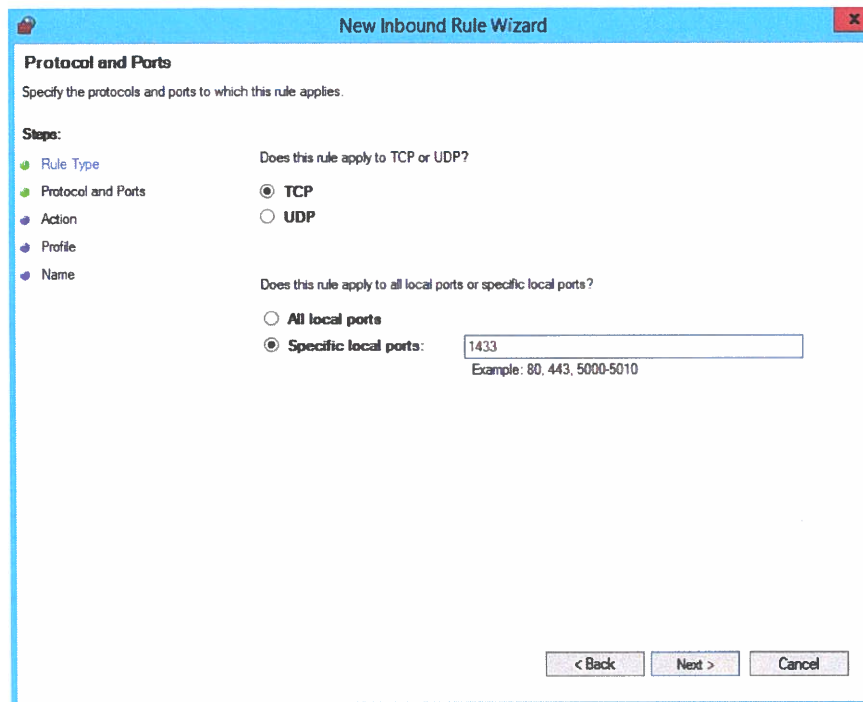 New Inbound Rule Wizard
x
Protocol and Ports
Specify the protocols and ports to which this rule applies.
Steps:
Rule Type
Protocol and Ports
Action
Profile
Name
Does this rule apply to TCP or UDP?
TCP
UDP
Does this rule apply to all local ports or specific local ports?
All local ports
Specific local ports:
1433
Example: 80, 443, 5000-5010
< Back
Next >
Cancel